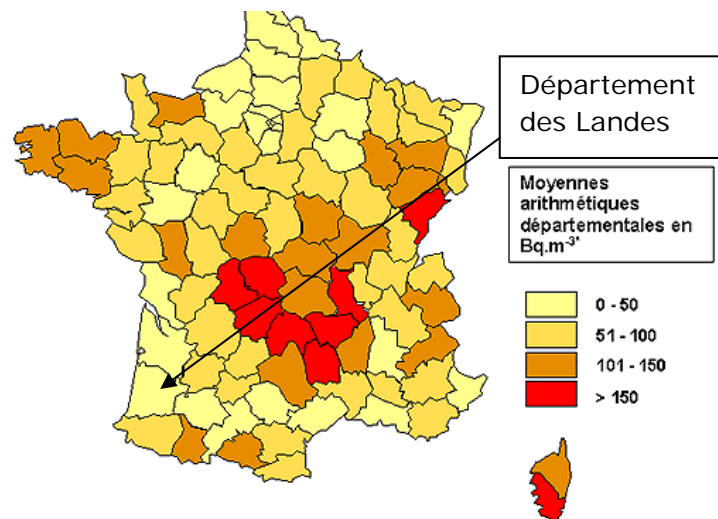 Département
des Landes
Moyennes
arithmétiques
départementales en
Bq.m⁻³*
0 - 50
51 - 100
101 - 150
> 150